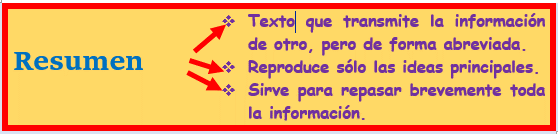 Resumen
❖ Texto que transmite la información
de otro, pero de forma abreviada.
❖ Reproduce sólo las ideas principales.
❖ Sirve para repasar brevemente toda
la información.